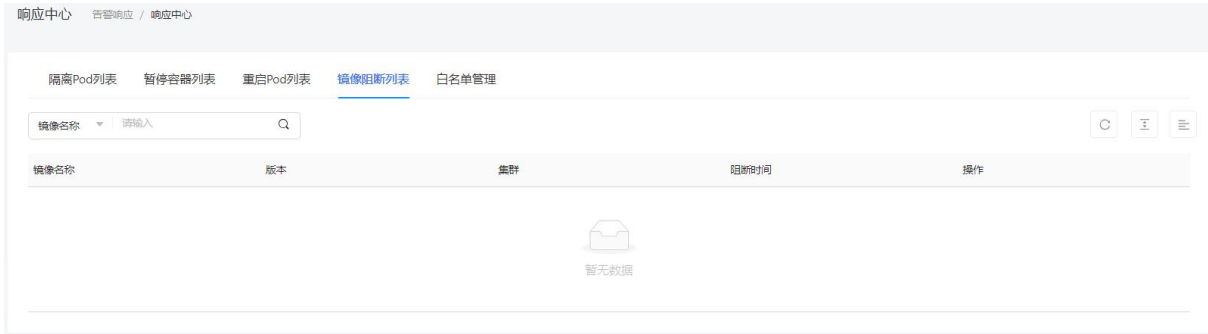 响应中心 告警响应 / 响应中心
隔离Pod列表 暂停容器列表 重启Pod列表 镜像阻断列表 白名单管理
镜像名称 请输入
镜像名称 版本 集群 阻断时间 操作
暂无数据